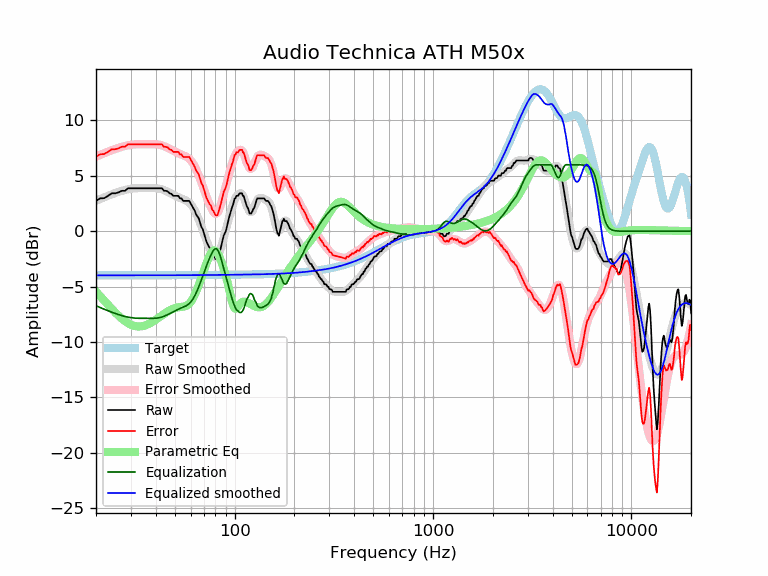 Audio Technica ATH M50x
10
5
0
−5
−10
−15
−20
−25
Amplitude (dBr)
Target
Raw Smoothed
Error Smoothed
Raw
Error
Parametric Eq
Equalization
Equalized smoothed
100 1000 10000
Frequency (Hz)